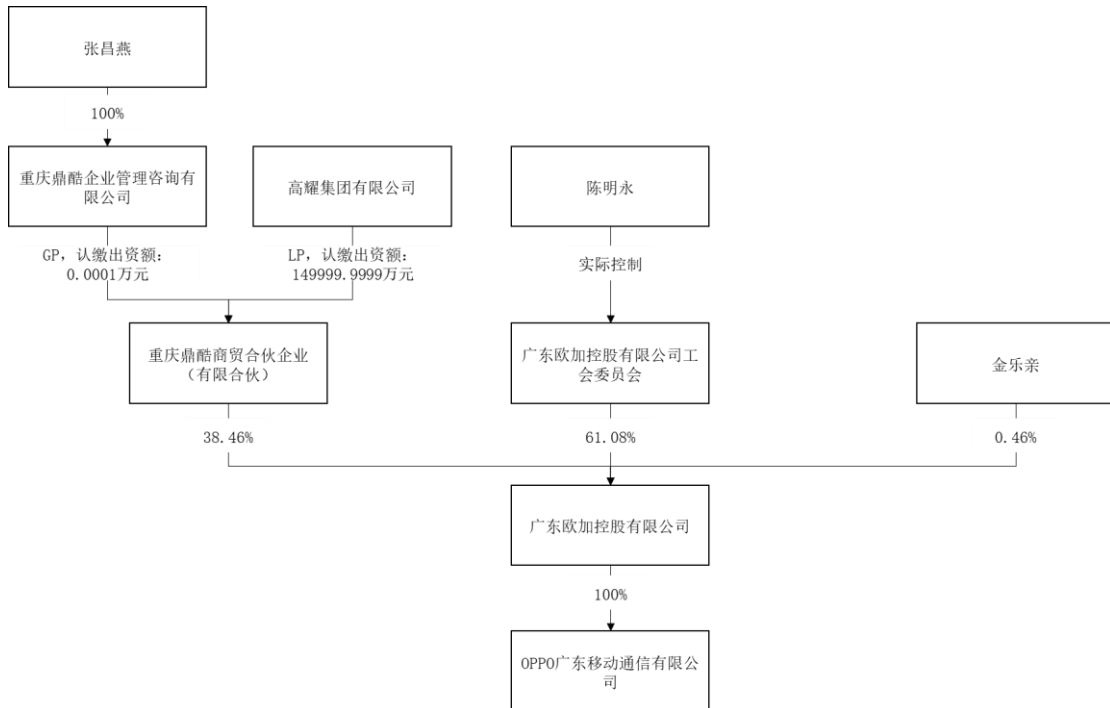 张昌燕
100%
重庆鼎酷企业管理咨询有
限公司
高耀集团有限公司
陈明永
GP，认缴出资额：
0.0001万元
LP，认缴出资额：
149999.9999万元
实际控制
重庆鼎酷商贸合伙企业
（有限合伙）
广东欧加控股有限公司工
会委员会
金乐亲
38.46%
61.08%
0.46%
广东欧加控股有限公司
100%
OPPO广东移动通信有限公
司